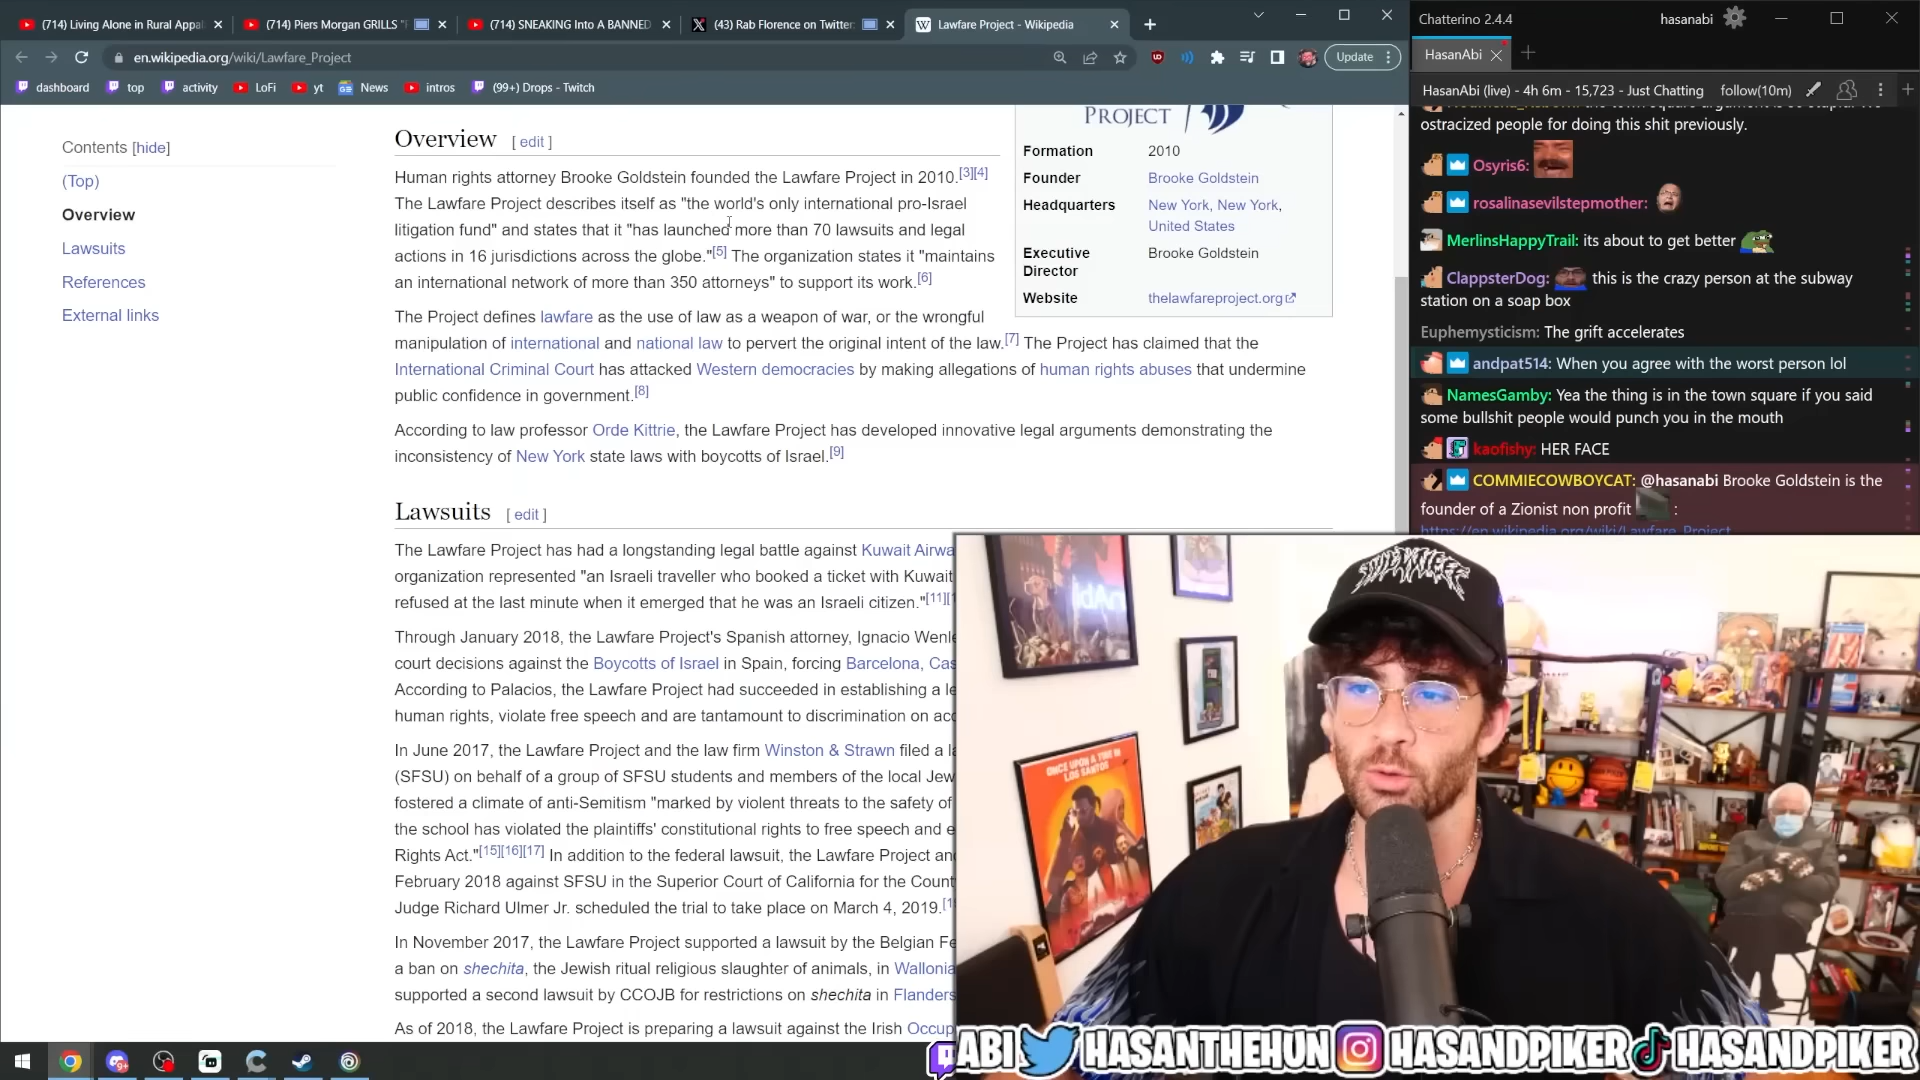 (714) Living Alone in Rural Appal
(714) Piers Morgan GRILLS "
(714) SNEAKING Into A BANNED
(43) Rab Florence on Twitter:
Lawfare Project - Wikipedia
en.wikipedia.org/wiki/Lawfare_Project
Update
dashboard
top
activity
LoFi
yt
News
intros
(99+) Drops - Twitch
Contents [hide]
(Top)
Overview
Lawsuits
References
External links
Overview [ edit ]
Human rights attorney Brooke Goldstein founded the Lawfare Project in 2010.[3][4]
The Lawfare Project describes itself as "the world's only international pro-Israel
litigation fund" and states that it "has launched more than 70 lawsuits and legal
actions in 16 jurisdictions across the globe."[5] The organization states it "maintains
an international network of more than 350 attorneys" to support its work.[6]
The Project defines lawfare as the use of law as a weapon of war, or the wrongful
manipulation of international and national law to pervert the original intent of the law.[7] The Project has claimed that the
International Criminal Court has attacked Western democracies by making allegations of human rights abuses that undermine
public confidence in government.[8]
According to law professor Orde Kittrie, the Lawfare Project has developed innovative legal arguments demonstrating the
inconsistency of New York state laws with boycotts of Israel.[9]
PROJECT
Formation 2010
Founder Brooke Goldstein
Headquarters New York, New York,
United States
Executive Director Brooke Goldstein
Website thelawfareproject.org
Lawsuits [ edit ]
The Lawfare Project has had a longstanding legal battle against Kuwait Airwa
organization represented "an Israeli traveller who booked a ticket with Kuwait
refused at the last minute when it emerged that he was an Israeli citizen."[11][
Through January 2018, the Lawfare Project's Spanish attorney, Ignacio Wenle
court decisions against the Boycotts of Israel in Spain, forcing Barcelona, Cas
According to Palacios, the Lawfare Project had succeeded in establishing a le
human rights, violate free speech and are tantamount to discrimination on acc
In June 2017, the Lawfare Project and the law firm Winston & Strawn filed a la
(SFSU) on behalf of a group of SFSU students and members of the local Jew
fostered a climate of anti-Semitism "marked by violent threats to the safety of
the school has violated the plaintiffs' constitutional rights to free speech and e
Rights Act."[15][16][17] In addition to the federal lawsuit, the Lawfare Project and
February 2018 against SFSU in the Superior Court of California for the Count
Judge Richard Ulmer Jr. scheduled the trial to take place on March 4, 2019.[
In November 2017, the Lawfare Project supported a lawsuit by the Belgian Fe
a ban on shechita, the Jewish ritual religious slaughter of animals, in Wallonia
supported a second lawsuit by CCOJB for restrictions on shechita in Flanders
As of 2018, the Lawfare Project is preparing a lawsuit against the Irish Occup
Chatterino 2.4.4
hasanabi
HasanAbi
HasanAbi (live) - 4h 6m - 15,723 - Just Chatting
follow(10m)
ostracized people for doing this shit previously.
Osyris6:
rosalinasevilstepmother:
MerlinsHappyTrail: its about to get better
ClappsterDog: this is the crazy person at the subway
station on a soap box
Euphemysticism: The grift accelerates
andpat514: When you agree with the worst person lol
NamesGamby: Yea the thing is in the town square if you said
some bullshit people would punch you in the mouth
kaofishy: HER FACE
COMMIECOWBOYCAT: @hasanabi Brooke Goldstein is the
founder of a Zionist non profit :
https://en.wikipedia.org/wiki/Lawfare_Project
ONCE UPON A TIME IN
LOS SANTOS
ABI
HASANTHEHUN
HASANDPIKER
HASANDPIKER